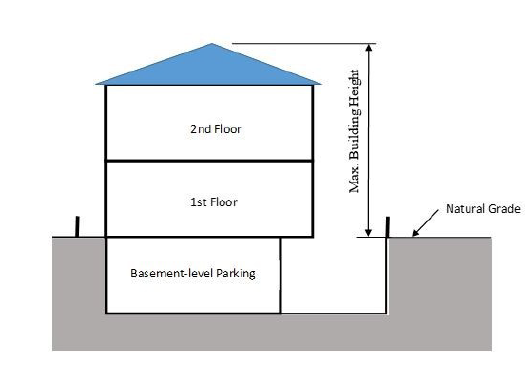 2nd Floor
Max. Building Height
1st Floor
Natural Grade
Basement-level Parking